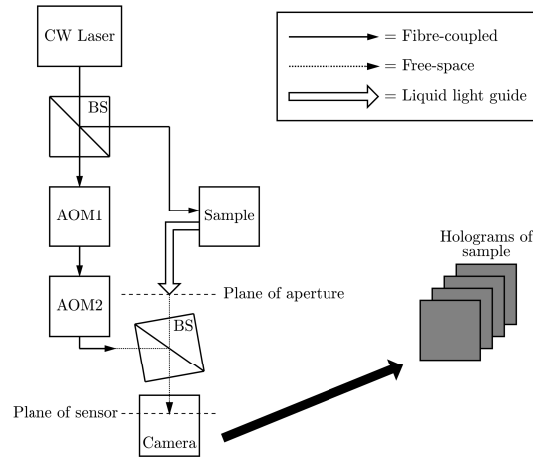 CW Laser
= Fibre-coupled
= Free-space
= Liquid light guide
BS
AOM1
Sample
AOM2
Plane of aperture
Holograms of
sample
BS
Plane of sensor
Camera